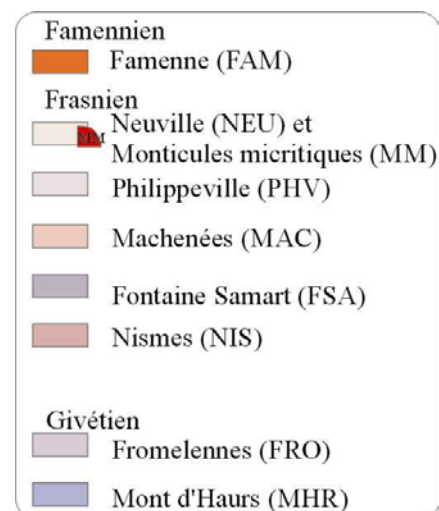 Famennien
Famenne (FAM)
Frasnien
Neuville (NEU) et
MM
Monticules micritiques (MM)
Philippeville (PHV)
Machenées (MAC)
Fontaine Samart (FSA)
Nismes (NIS)
Givétien
Fromelennes (FRO)
Mont d'Haurs (MHR)